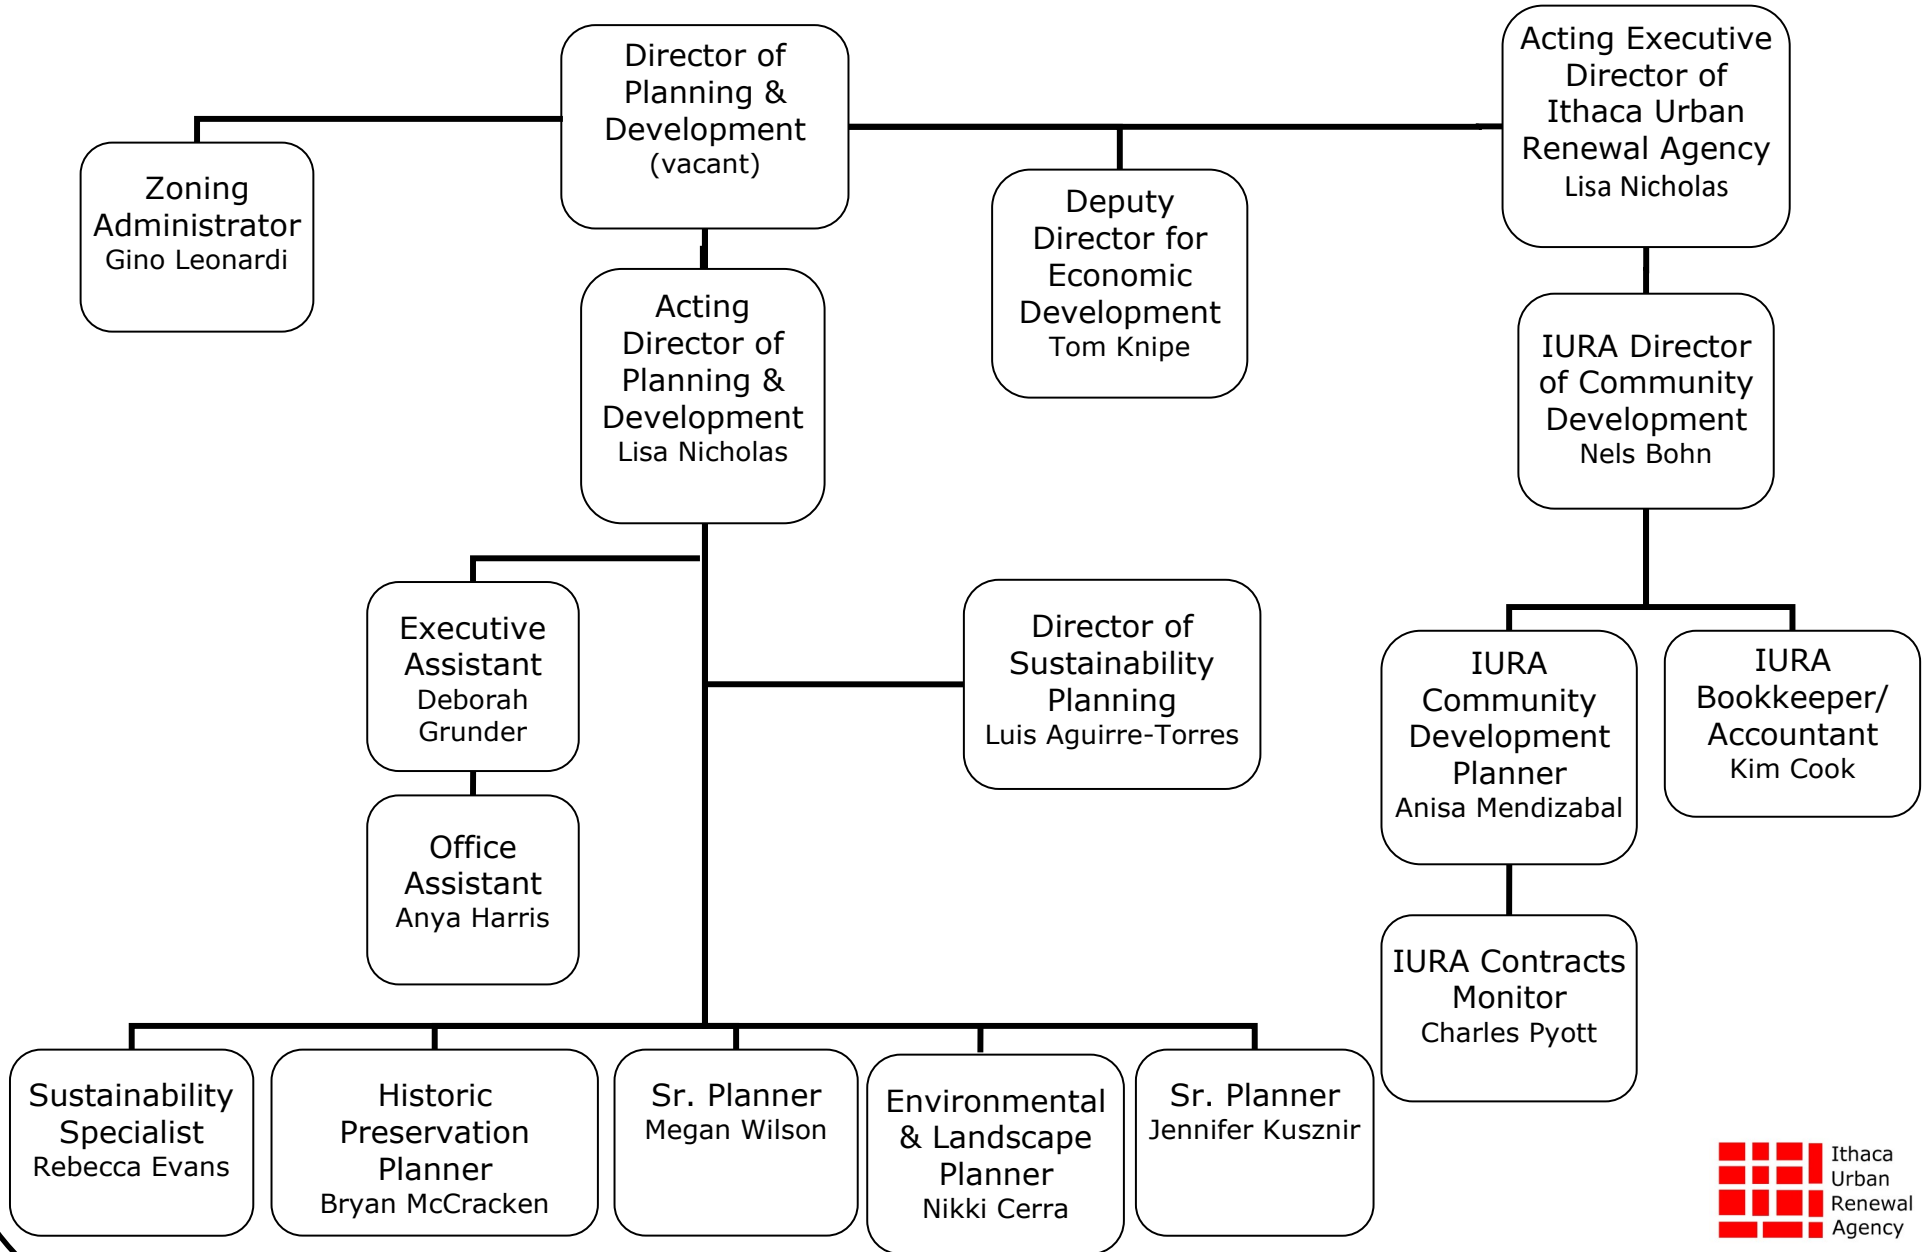 Director of
Planning &
Development
(vacant)
Acting Executive
Director of
Ithaca Urban
Renewal Agency
Lisa Nicholas
Zoning
Administrator
Gino Leonardi
Deputy
Director for
Economic
Development
Tom Knipe
Acting
Director of
Planning &
Development
Lisa Nicholas
IURA Director
of Community
Development
Nels Bohn
Executive
Assistant
Deborah
Grunder
Director of
Sustainability
Planning
Luis Aguirre-Torres
IURA
Community
Development
Planner
Anisa Mendizabal
IURA
Bookkeeper/
Accountant
Kim Cook
Office
Assistant
Anya Harris
IURA Contracts
Monitor
Charles Pyott
Sustainability
Specialist
Rebecca Evans
Historic
Preservation
Planner
Bryan McCracken
Sr. Planner
Megan Wilson
Environmental
& Landscape
Planner
Nikki Cerra
Sr. Planner
Jennifer Kusznir
Ithaca
Urban
Renewal
Agency